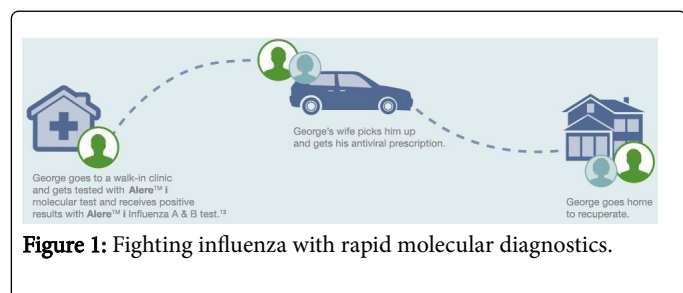 George goes to a walk-in clinic
and gets tested with Alere™ i
molecular test and receives positive
results with Alere™ i Influenza A & B test.¹³
George's wife picks him up
and gets his antiviral prescription.
George goes home
to recuperate.
Figure 1: Fighting influenza with rapid molecular diagnostics.